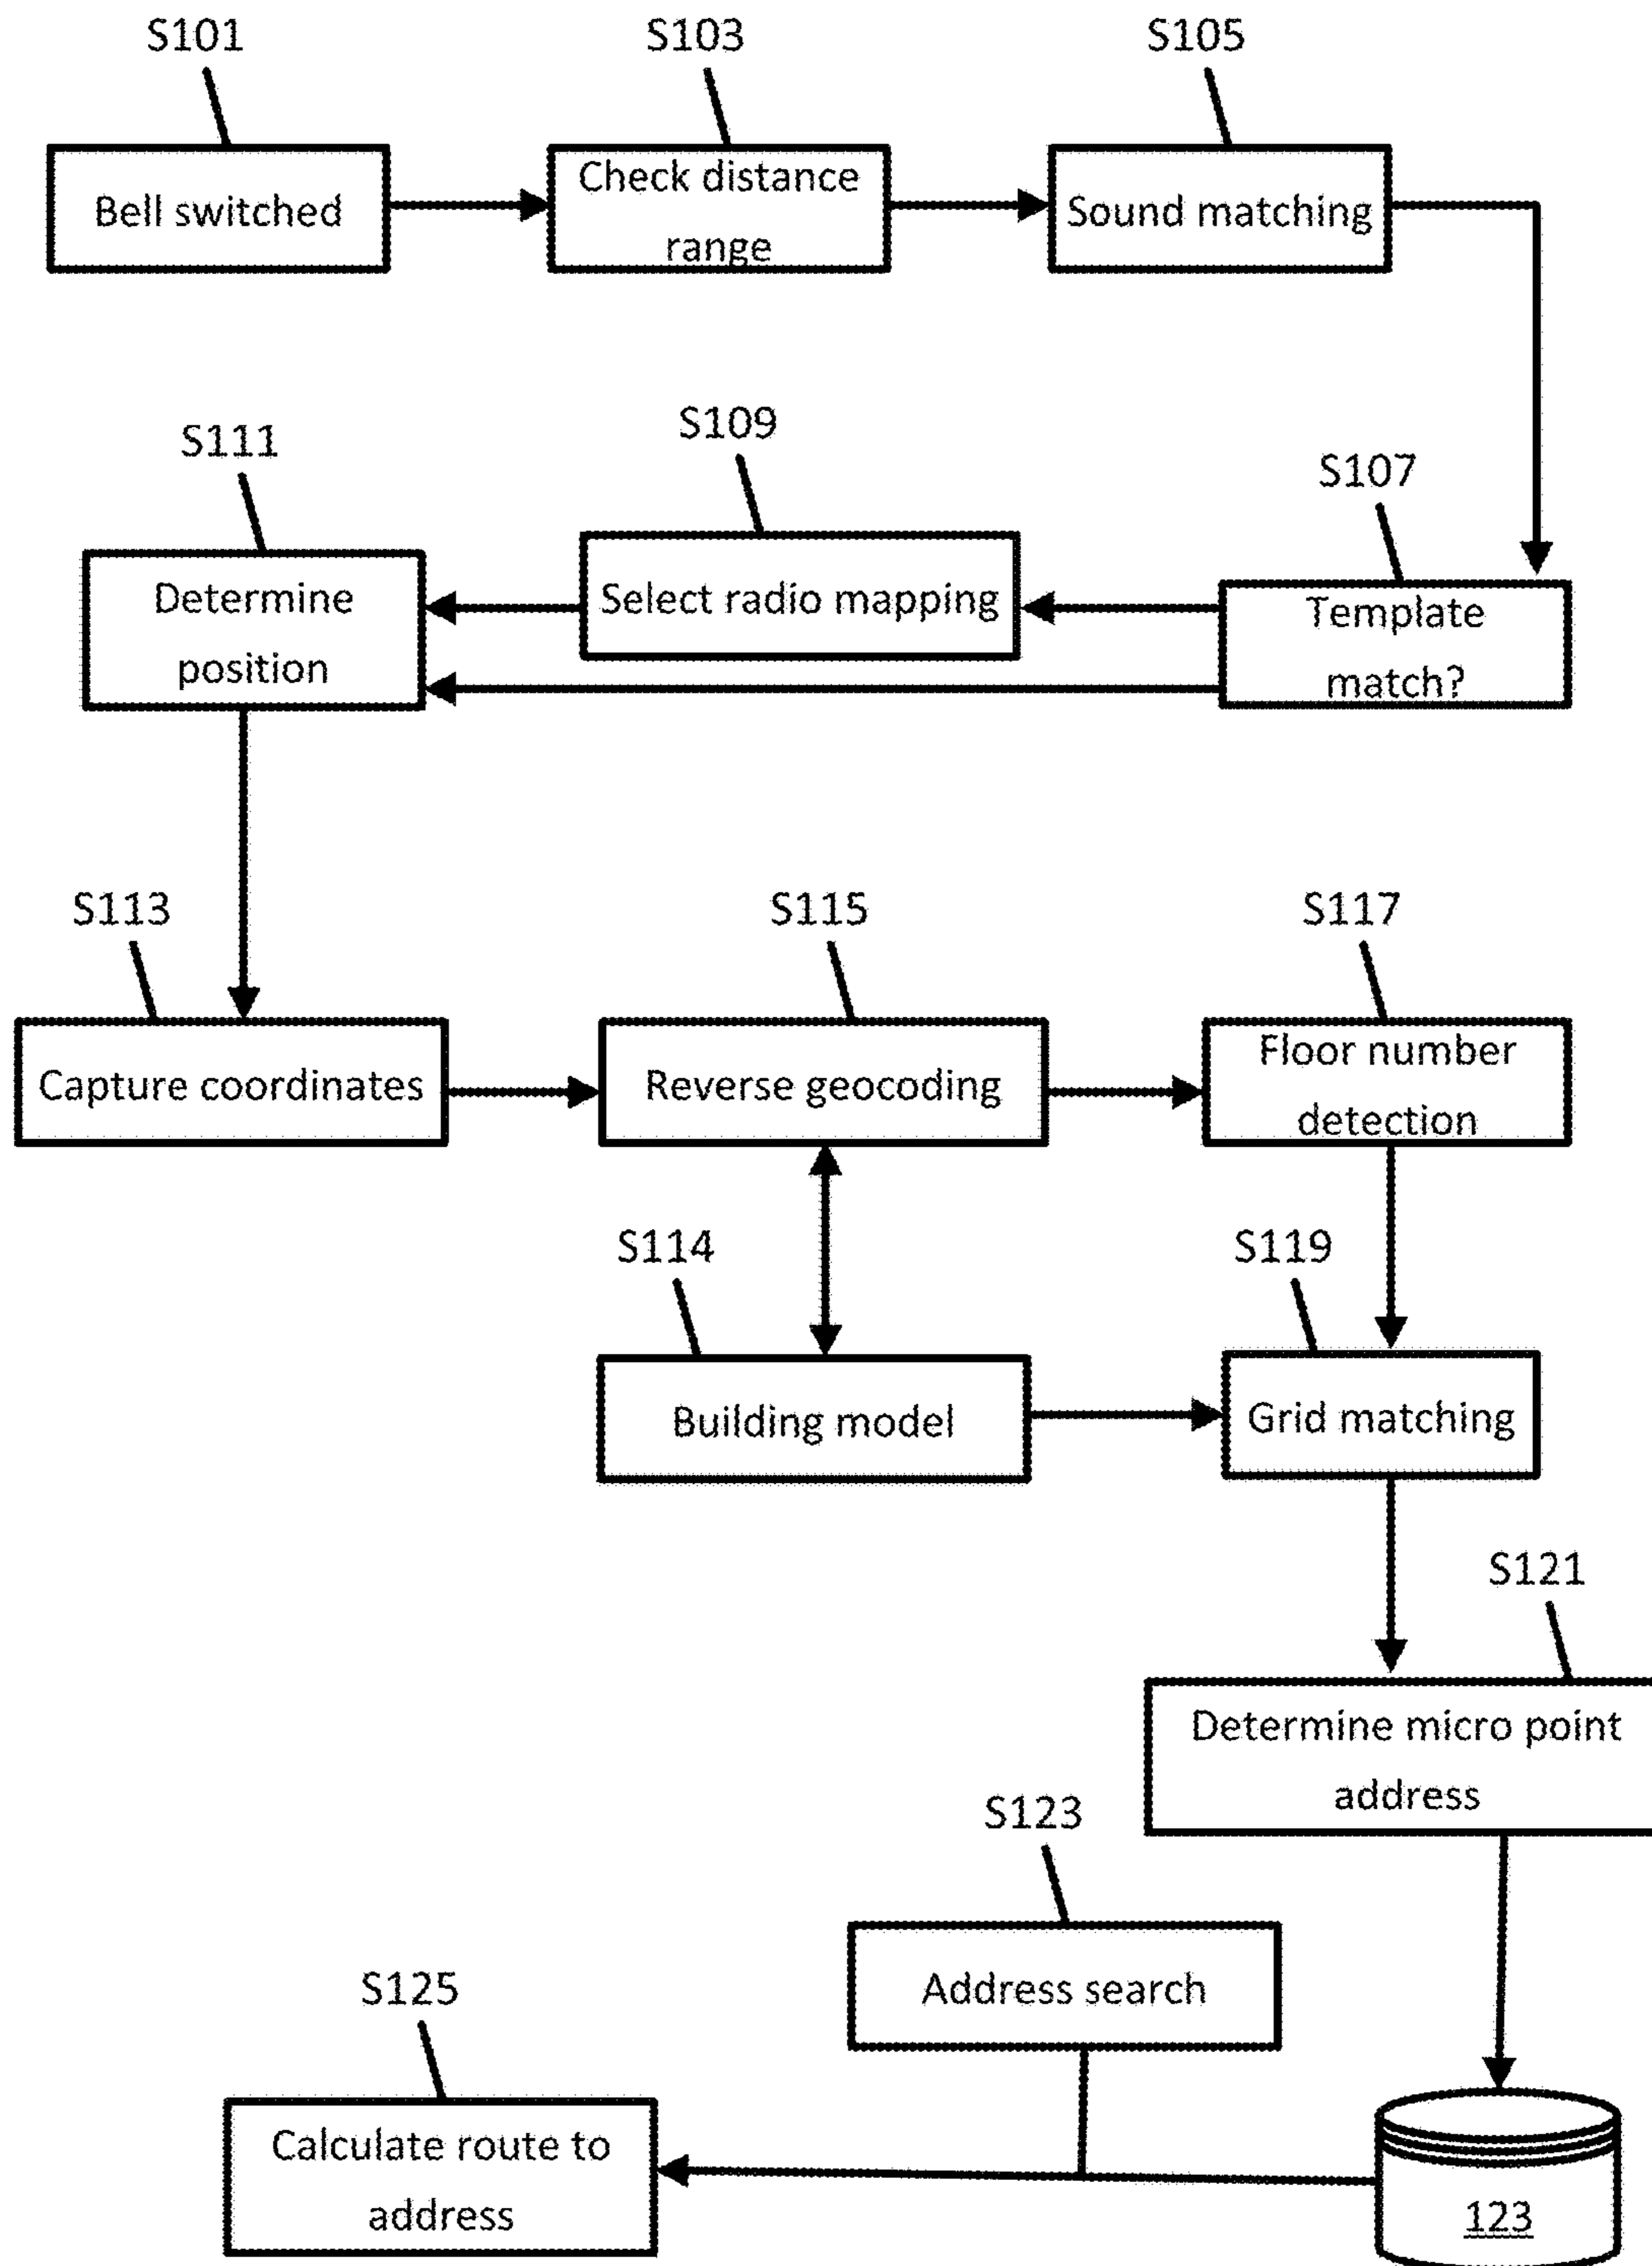 S101
S103
S105
Bell switched
Check distance
range
Sound matching
S111
S109
S107
Determine
position
Select radio mapping
Template
match?
S113
S115
S117
Capture coordinates
Reverse geocoding
Floor number
detection
S114
S119
Building model
Grid matching
S121
Determine micro point
address
S123
Address search
S125
Calculate route to
address
123